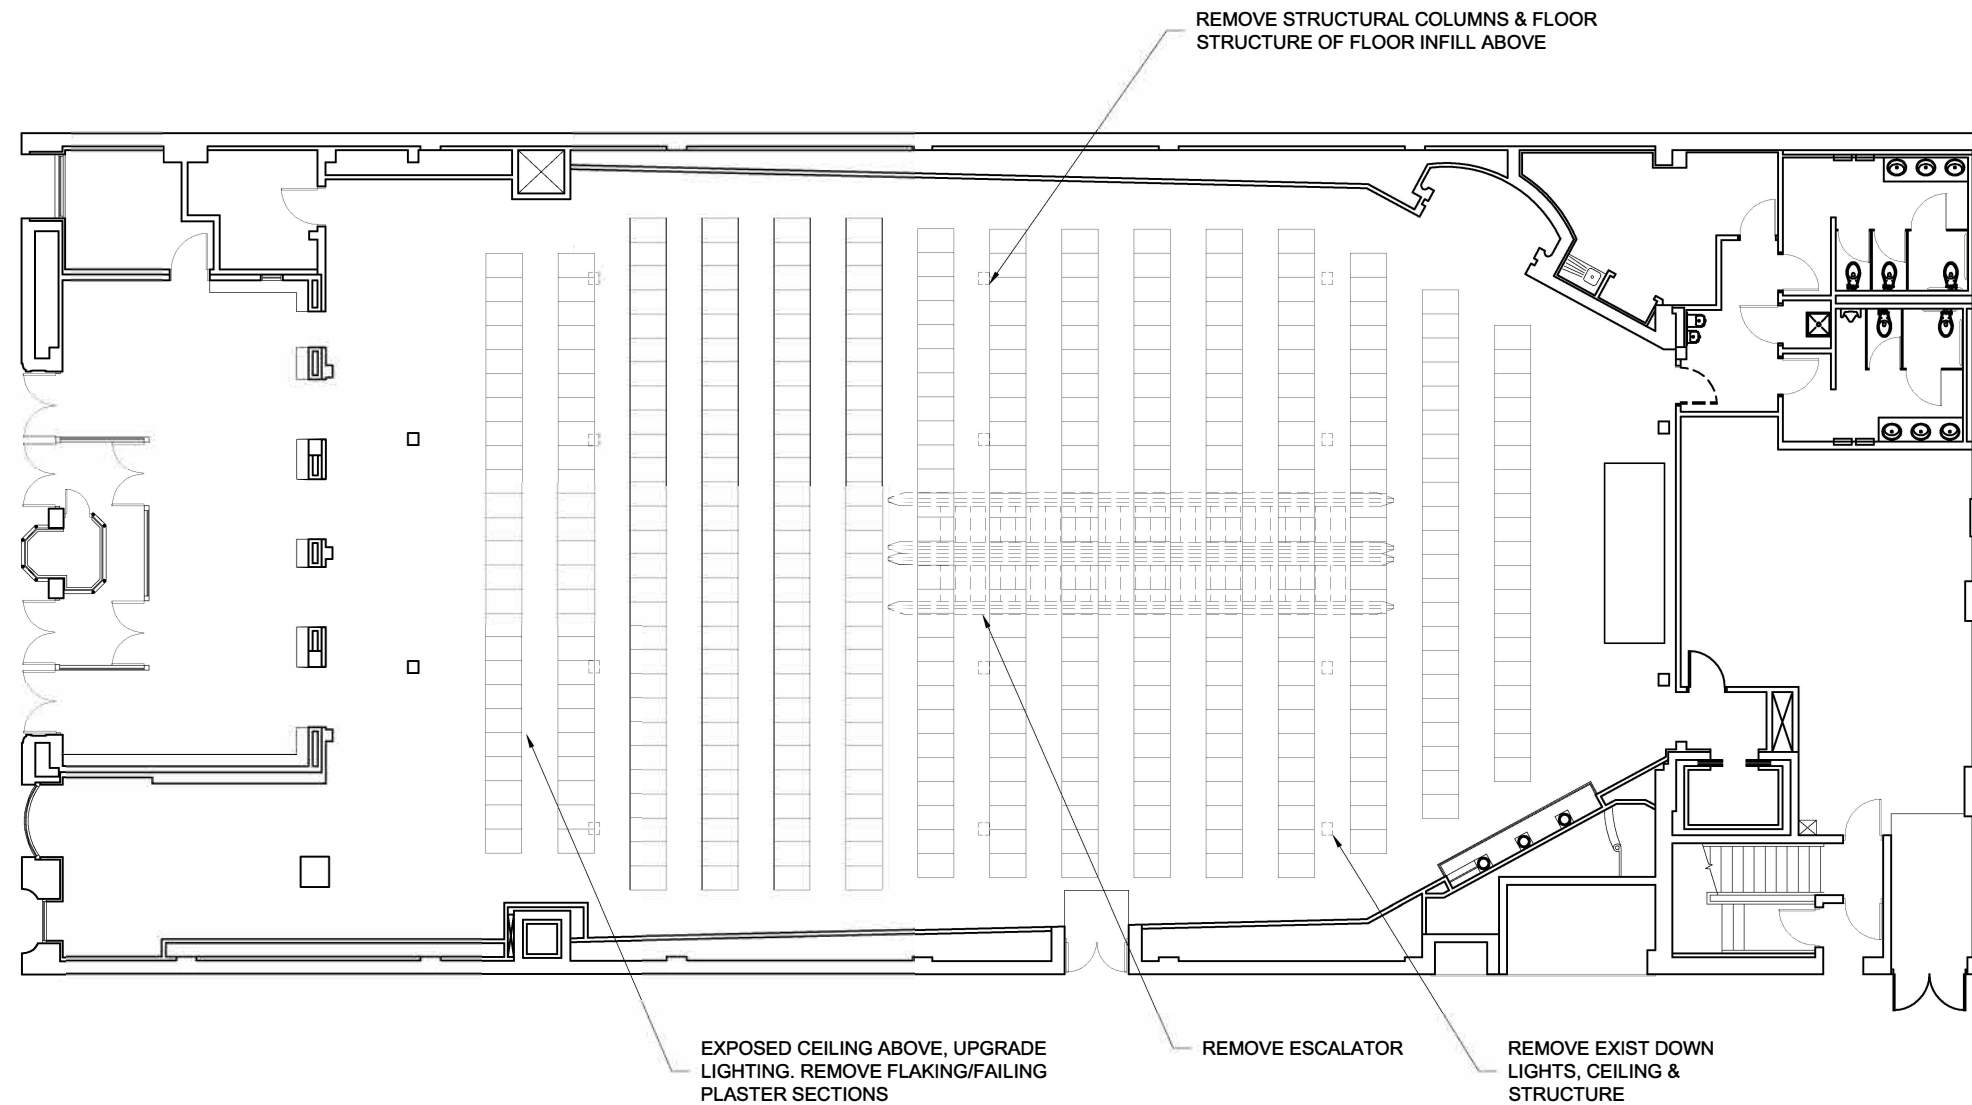 REMOVE STRUCTURAL COLUMNS & FLOOR
STRUCTURE OF FLOOR INFILL ABOVE
EXPOSED CEILING ABOVE, UPGRADE
LIGHTING. REMOVE FLAKING/FAILING
PLASTER SECTIONS
REMOVE ESCALATOR
REMOVE EXIST DOWN
LIGHTS, CEILING &
STRUCTURE